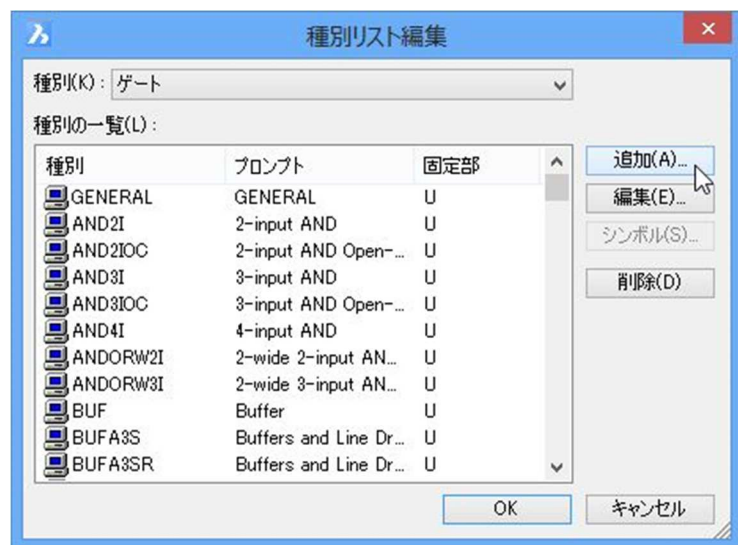 種別リスト編集
種別(K): ゲート
種別の一覧(L):
種別 プロンプト 固定部
GENERAL GENERAL U
AND2I 2-input AND U
AND2IOC 2-input AND Open-... U
AND3I 3-input AND U
AND3IOC 3-input AND Open-... U
AND4I 4-input AND U
ANDORW2I 2-wide 2-input AN... U
ANDORW3I 2-wide 3-input AN... U
BUF Buffer U
BUFA3S Buffers and Line Dr... U
BUFA3SR Buffers and Line Dr... U
追加(A)...
編集(E)...
シンボル(S)...
削除(D)
OK キャンセル